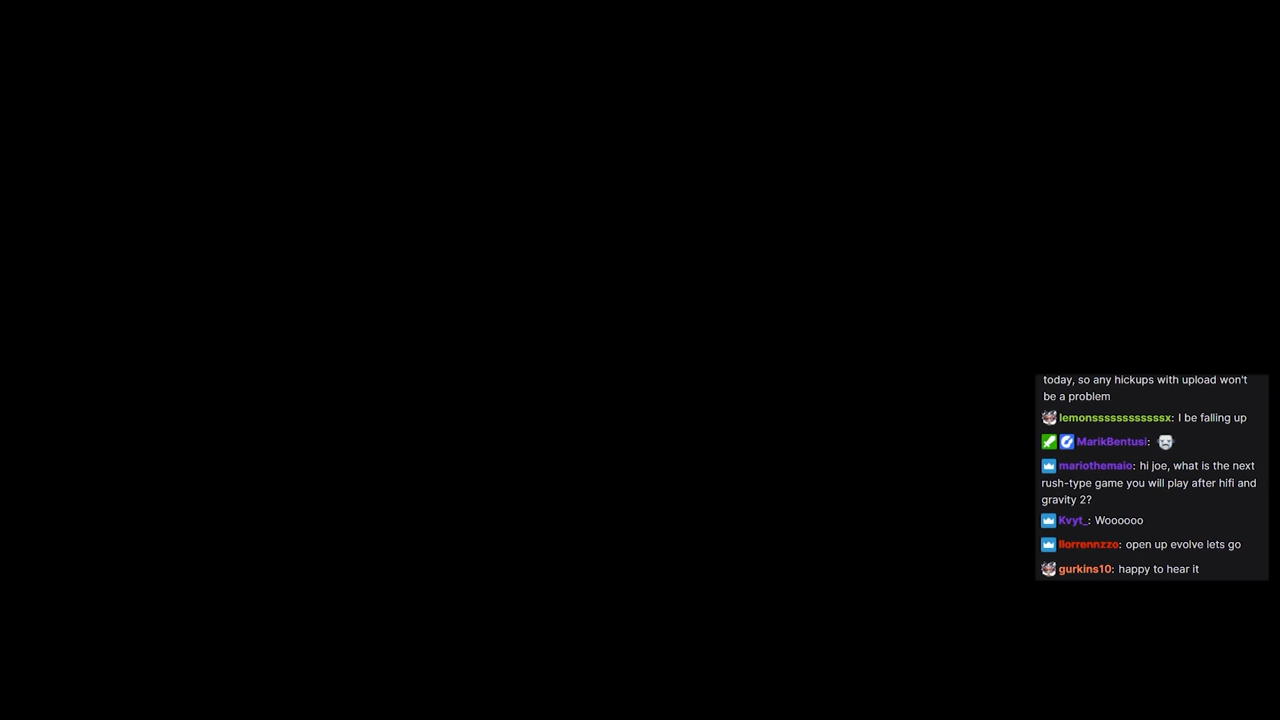 today, so any hickups with upload won't
be a problem
lemonssssssssssssx: I be falling up
MarikBentusi:
mariothemaio: hi joe, what is the next
rush-type game you will play after hifi and
gravity 2?
Kvyt_: Woooooo
llorrennzzo: open up evolve lets go
gurkins10: happy to hear it